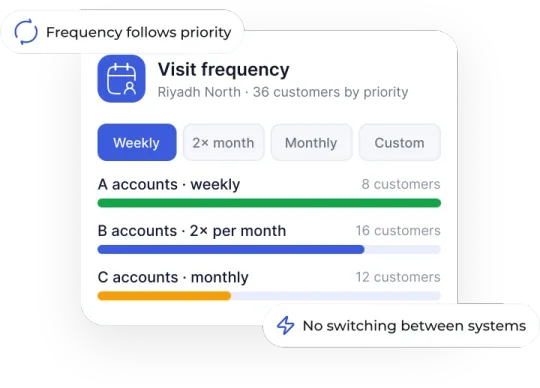 Frequency follows priority
Visit frequency
Riyadh North · 36 customers by priority
Weekly
2× month
Monthly
Custom
A accounts · weekly
8 customers
B accounts · 2× per month
16 customers
C accounts · monthly
12 customers
No switching between systems